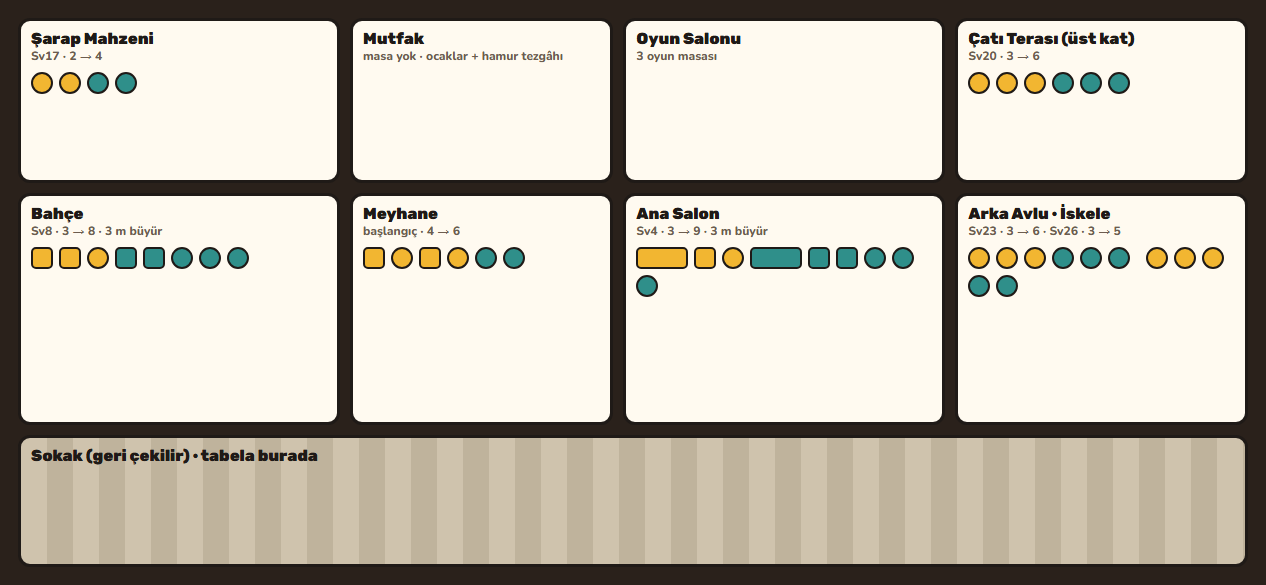 Şarap Mahzeni
Sv17 · 2 → 4
Mutfak
masa yok · ocaklar + hamur tezgâhı
Oyun Salonu
3 oyun masası
Çatı Terası (üst kat)
Sv20 · 3 → 6
Bahçe
Sv8 · 3 → 8 · 3 m büyür
Meyhane
başlangıç · 4 → 6
Ana Salon
Sv4 · 3 → 9 · 3 m büyür
Arka Avlu • İskele
Sv23 · 3 → 6 · Sv26 · 3 → 5
Sokak (geri çekilir) • tabela burada